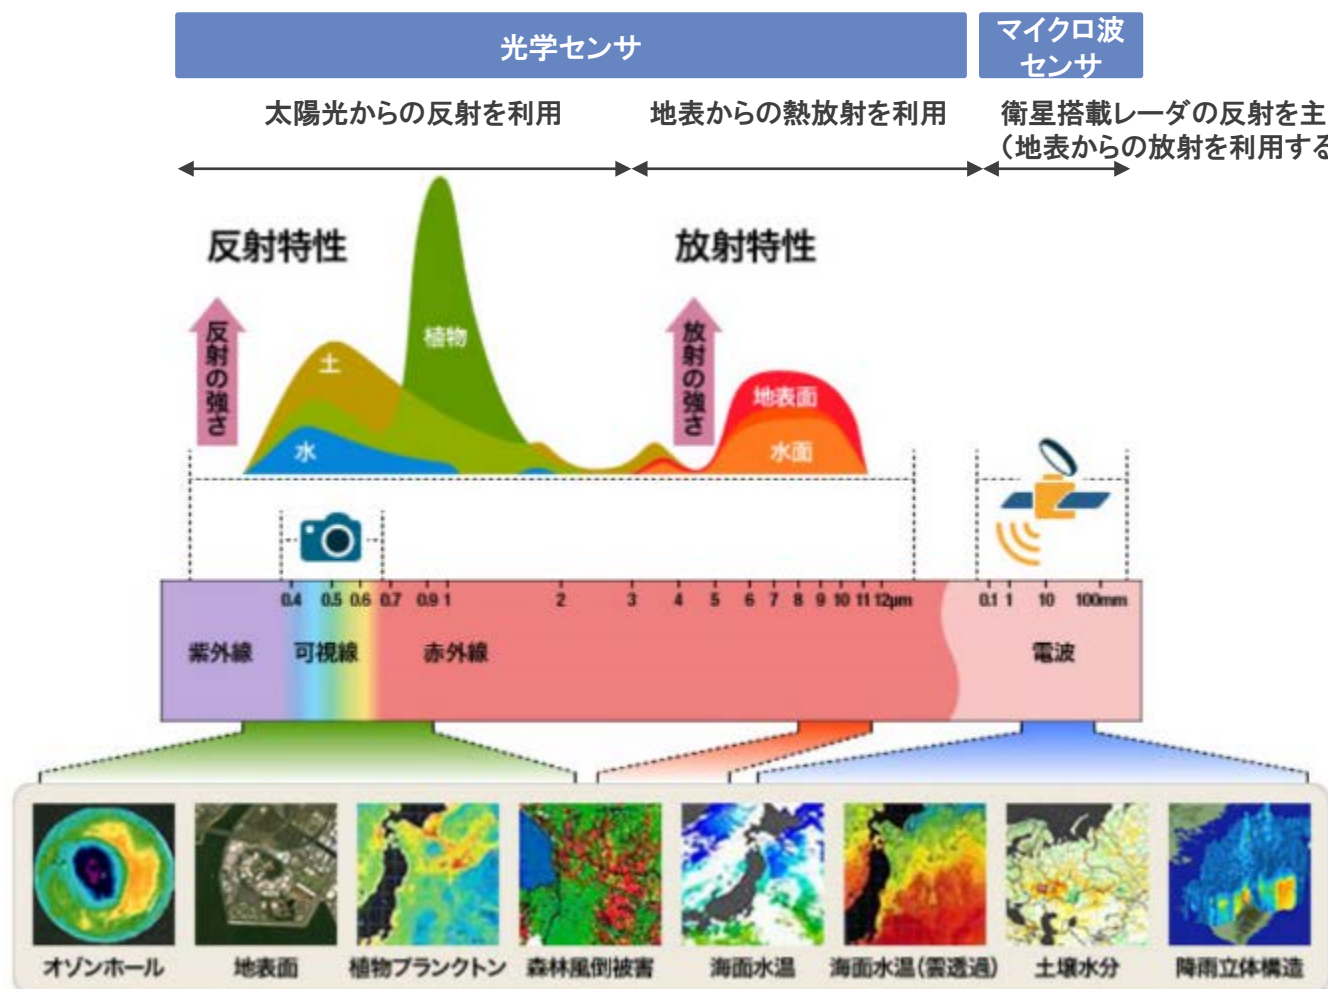 光学センサ
マイクロ波
センサ
太陽光からの反射を利用
地表からの熱放射を利用
衛星搭載レーダの反射を主
（地表からの放射を利用する
反射特性
放射特性
反射の強さ
土
植物
水
放射の強さ
地表面
水面
0.4 0.5 0.6 0.7 0.9 1 2 3 4 5 6 7 8 9 10 11 12μm 0.1 1 10 100mm
紫外線 可視線 赤外線 電波
オゾンホール 地表面 植物プランクトン 森林風倒被害 海面水温 海面水温（雲透過） 土壌水分 降雨立体構造